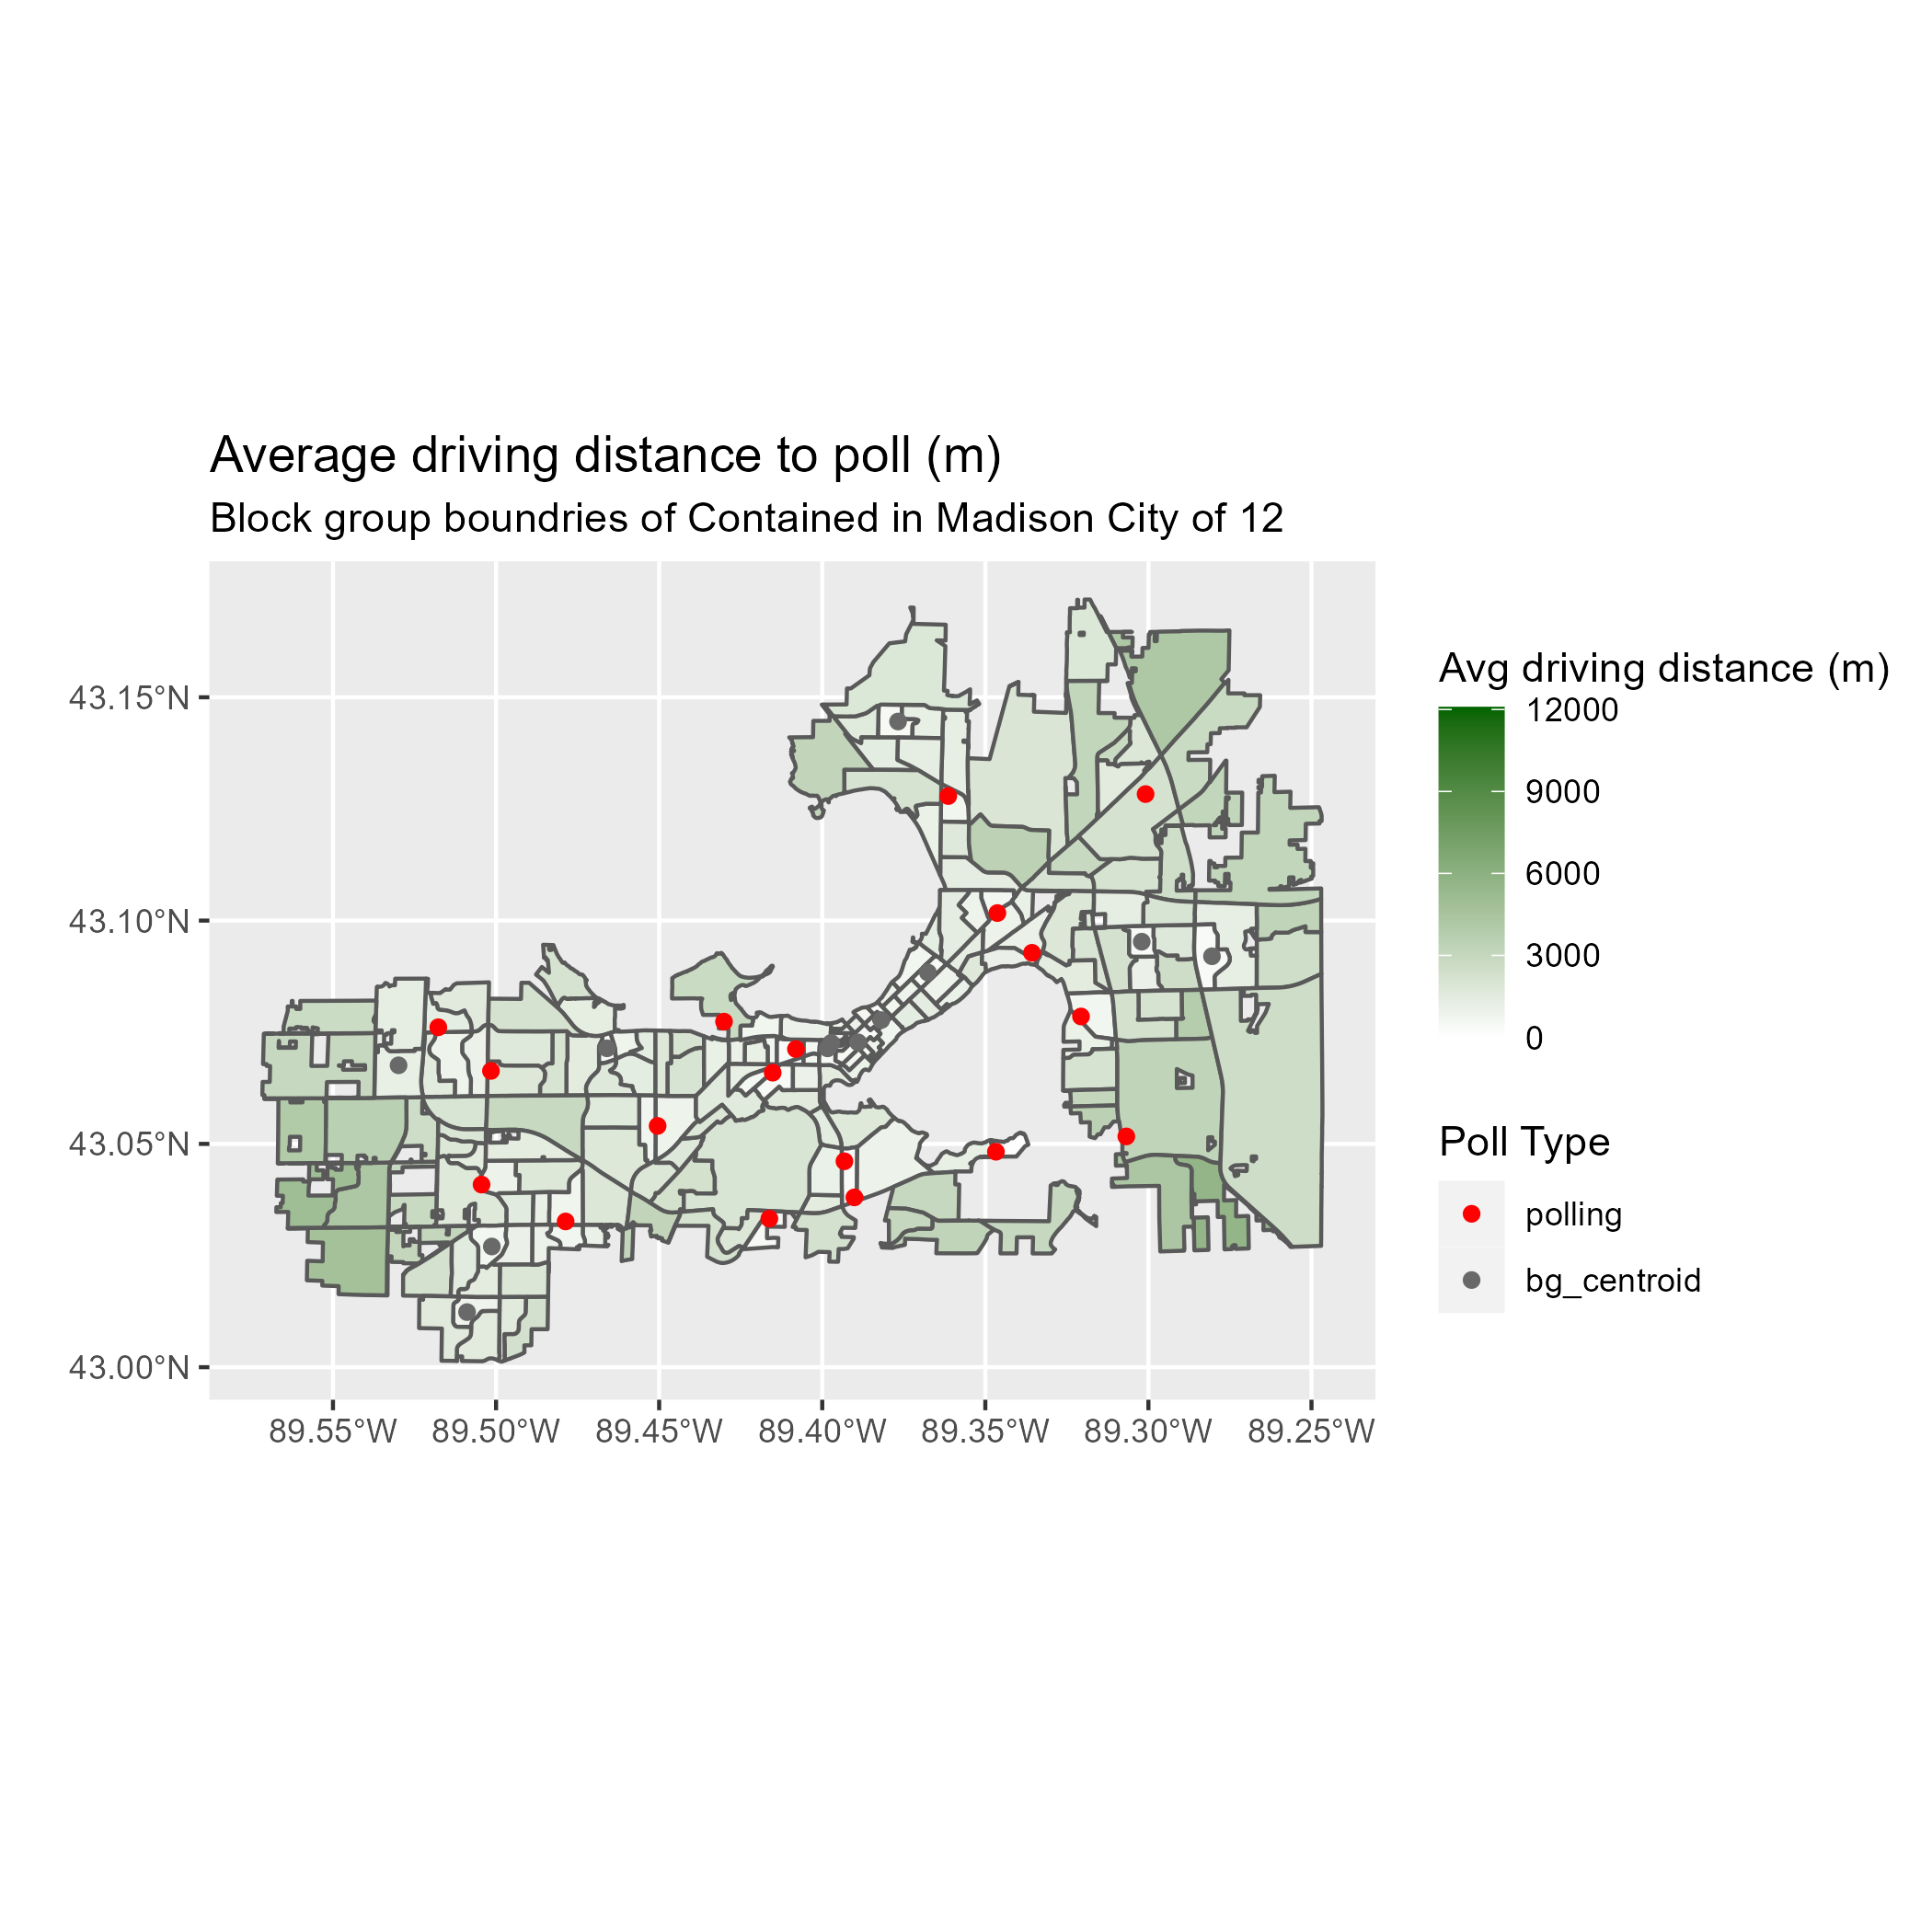 Average driving distance to poll (m)
Block group boundries of Contained in Madison City of 12
43.15°N
43.10°N
43.05°N
43.00°N
89.55°W
89.50°W
89.45°W
89.40°W
89.35°W
89.30°W
89.25°W
Avg driving distance (m)
12000
9000
6000
3000
0
Poll Type
polling
bg_centroid